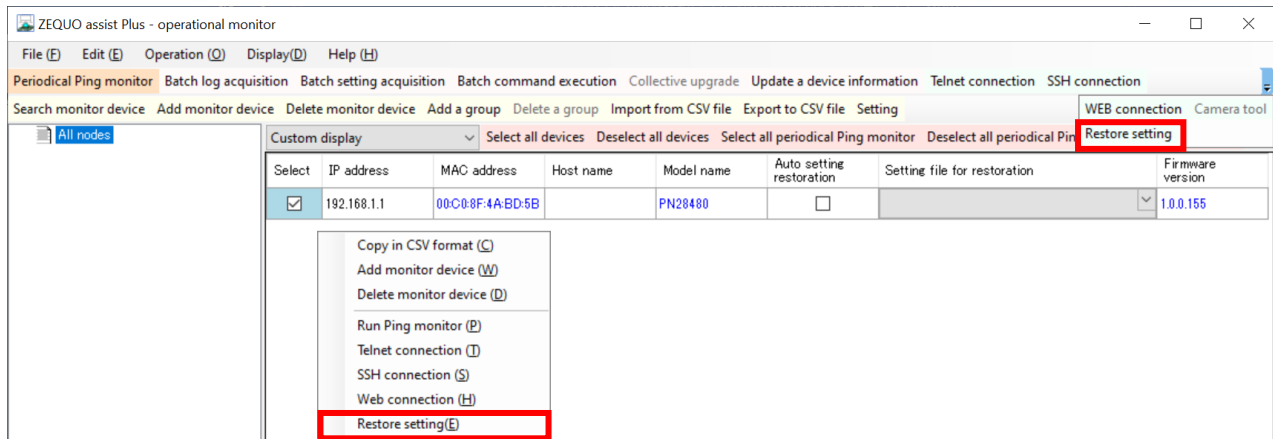 ZEQUO assist Plus - operational monitor
File (F) Edit (E) Operation (O) Display(D) Help (H)
Periodical Ping monitor Batch log acquisition Batch setting acquisition Batch command execution Collective upgrade Update a device information Telnet connection SSH connection
Search monitor device Add monitor device Delete monitor device Add a group Delete a group Import from CSV file Export to CSV file Setting WEB connection Camera tool
All nodes
Custom display Select all devices Deselect all devices Select all periodical Ping monitor Deselect all periodical Pin Restore setting
Select IP address MAC address Host name Model name Auto setting restoration Setting file for restoration Firmware version
192.168.1.1 00:C0:8F:4A:BD:5B PN28480 1.0.0.155
Copy in CSV format (C)
Add monitor device (W)
Delete monitor device (D)
Run Ping monitor (P)
Telnet connection (T)
SSH connection (S)
Web connection (H)
Restore setting(E)